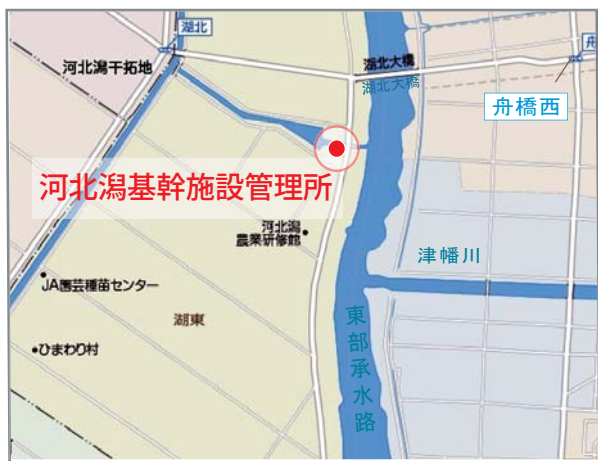 湖北
舟
河北潟干拓地
湖北大橋
湖北大橋
舟橋西
河北潟基幹施設管理所
河北潟
農業研修館
津幡川
JA園芸種苗センター
湖東
東部承水路
ひまわり村